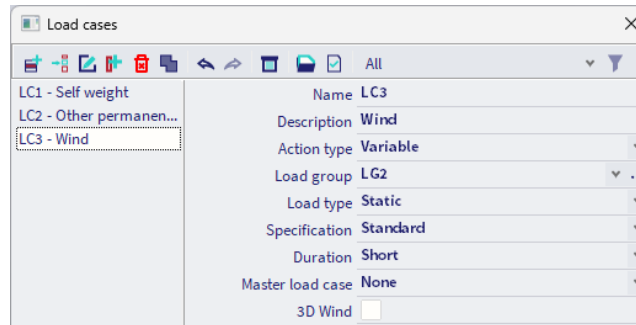 Load cases
All
LC1 - Self weight
LC2 - Other permanen...
LC3 - Wind
Name LC3
Description Wind
Action type Variable
Load group LG2
Load type Static
Specification Standard
Duration Short
Master load case None
3D Wind